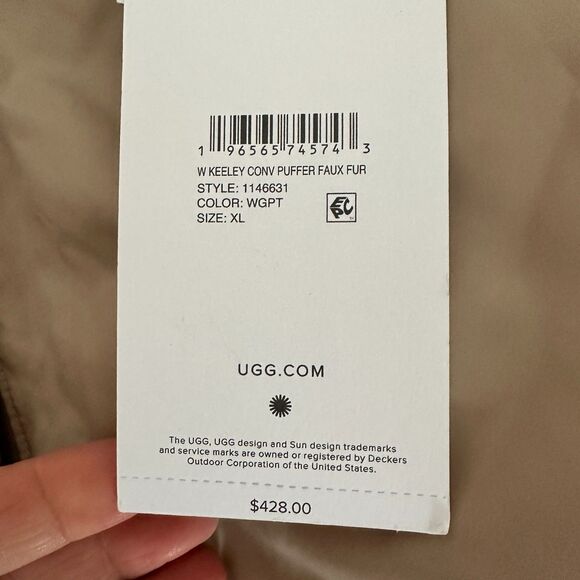 1 96565 74574 3
W KEELEY CONV PUFFER FAUX FUR
STYLE: 1146631
COLOR: WGPT
SIZE: XL
EPC
UGG.COM
The UGG, UGG design and Sun design trademarks
and service marks are owned or registered by Deckers
Outdoor Corporation of the United States.
$428.00